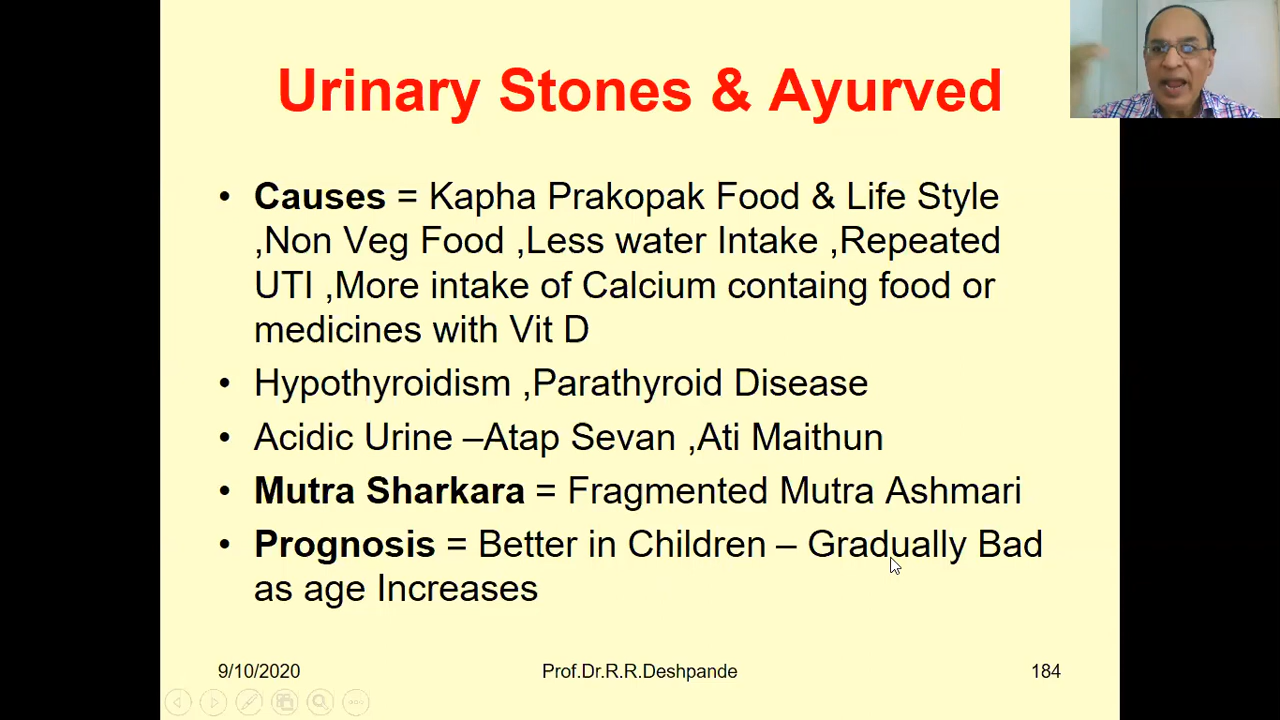 Urinary Stones & Ayurved
• Causes = Kapha Prakopak Food & Life Style
,Non Veg Food ,Less water Intake ,Repeated
UTI ,More intake of Calcium containg food or
medicines with Vit D
• Hypothyroidism ,Parathyroid Disease
• Acidic Urine –Atap Sevan ,Ati Maithun
• Mutra Sharkara = Fragmented Mutra Ashmari
• Prognosis = Better in Children – Gradually Bad
as age Increases
9/10/2020 Prof.Dr.R.R.Deshpande 184